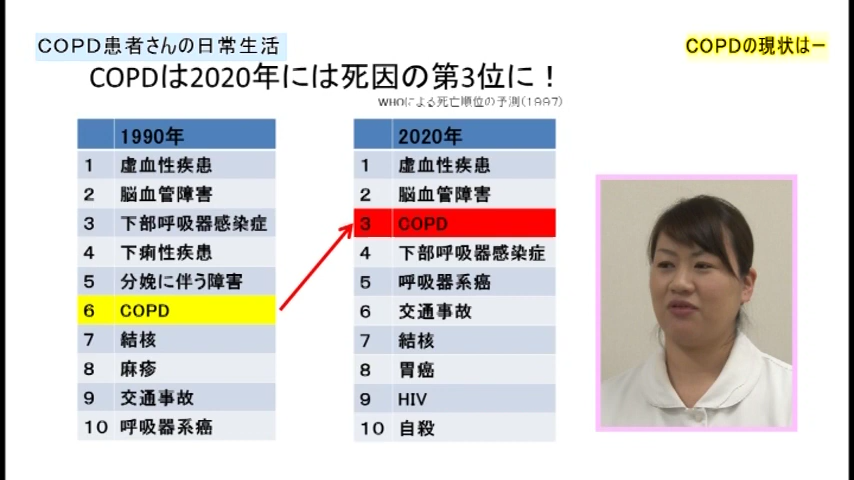 COPD患者さんの日常生活
COPDの現状は−
COPDは2020年には死因の第3位に！
WHOによる死亡順位の予測(1997)
1990年
1 虚血性疾患
2 脳血管障害
3 下部呼吸器感染症
4 下痢性疾患
5 分娩に伴う障害
6 COPD
7 結核
8 麻疹
9 交通事故
10 呼吸器系癌
2020年
1 虚血性疾患
2 脳血管障害
3 COPD
4 下部呼吸器感染症
5 呼吸器系癌
6 交通事故
7 結核
8 胃癌
9 HIV
10 自殺